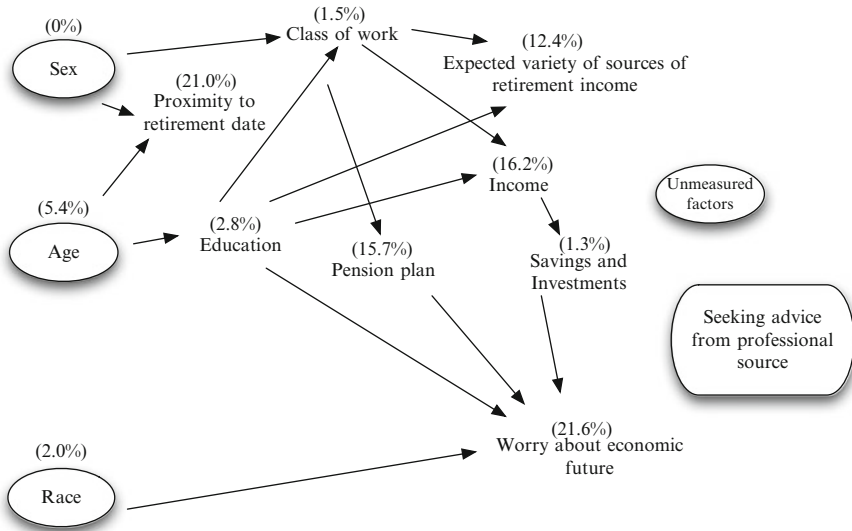 (0%)
Sex
(1.5%)
Class of work
(12.4%)
Expected variety of sources of
retirement income
(21.0%)
Proximity to
retirement date
(16.2%)
Income
Unmeasured
factors
(5.4%)
Age
(2.8%)
Education
(15.7%)
Pension plan
(1.3%)
Savings and
Investments
Seeking advice
from professional
source
(21.6%)
Worry about economic
future
(2.0%)
Race